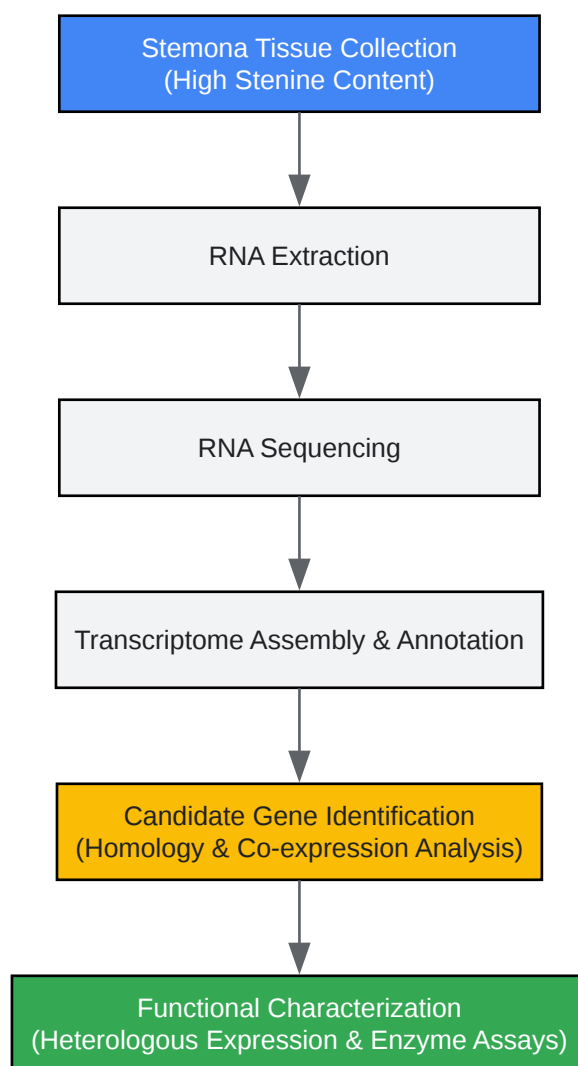 Stemona Tissue Collection
(High Stenine Content)
RNA Extraction
RNA Sequencing
Transcriptome Assembly & Annotation
Candidate Gene Identification
(Homology & Co-expression Analysis)
Functional Characterization
(Heterologous Expression & Enzyme Assays)